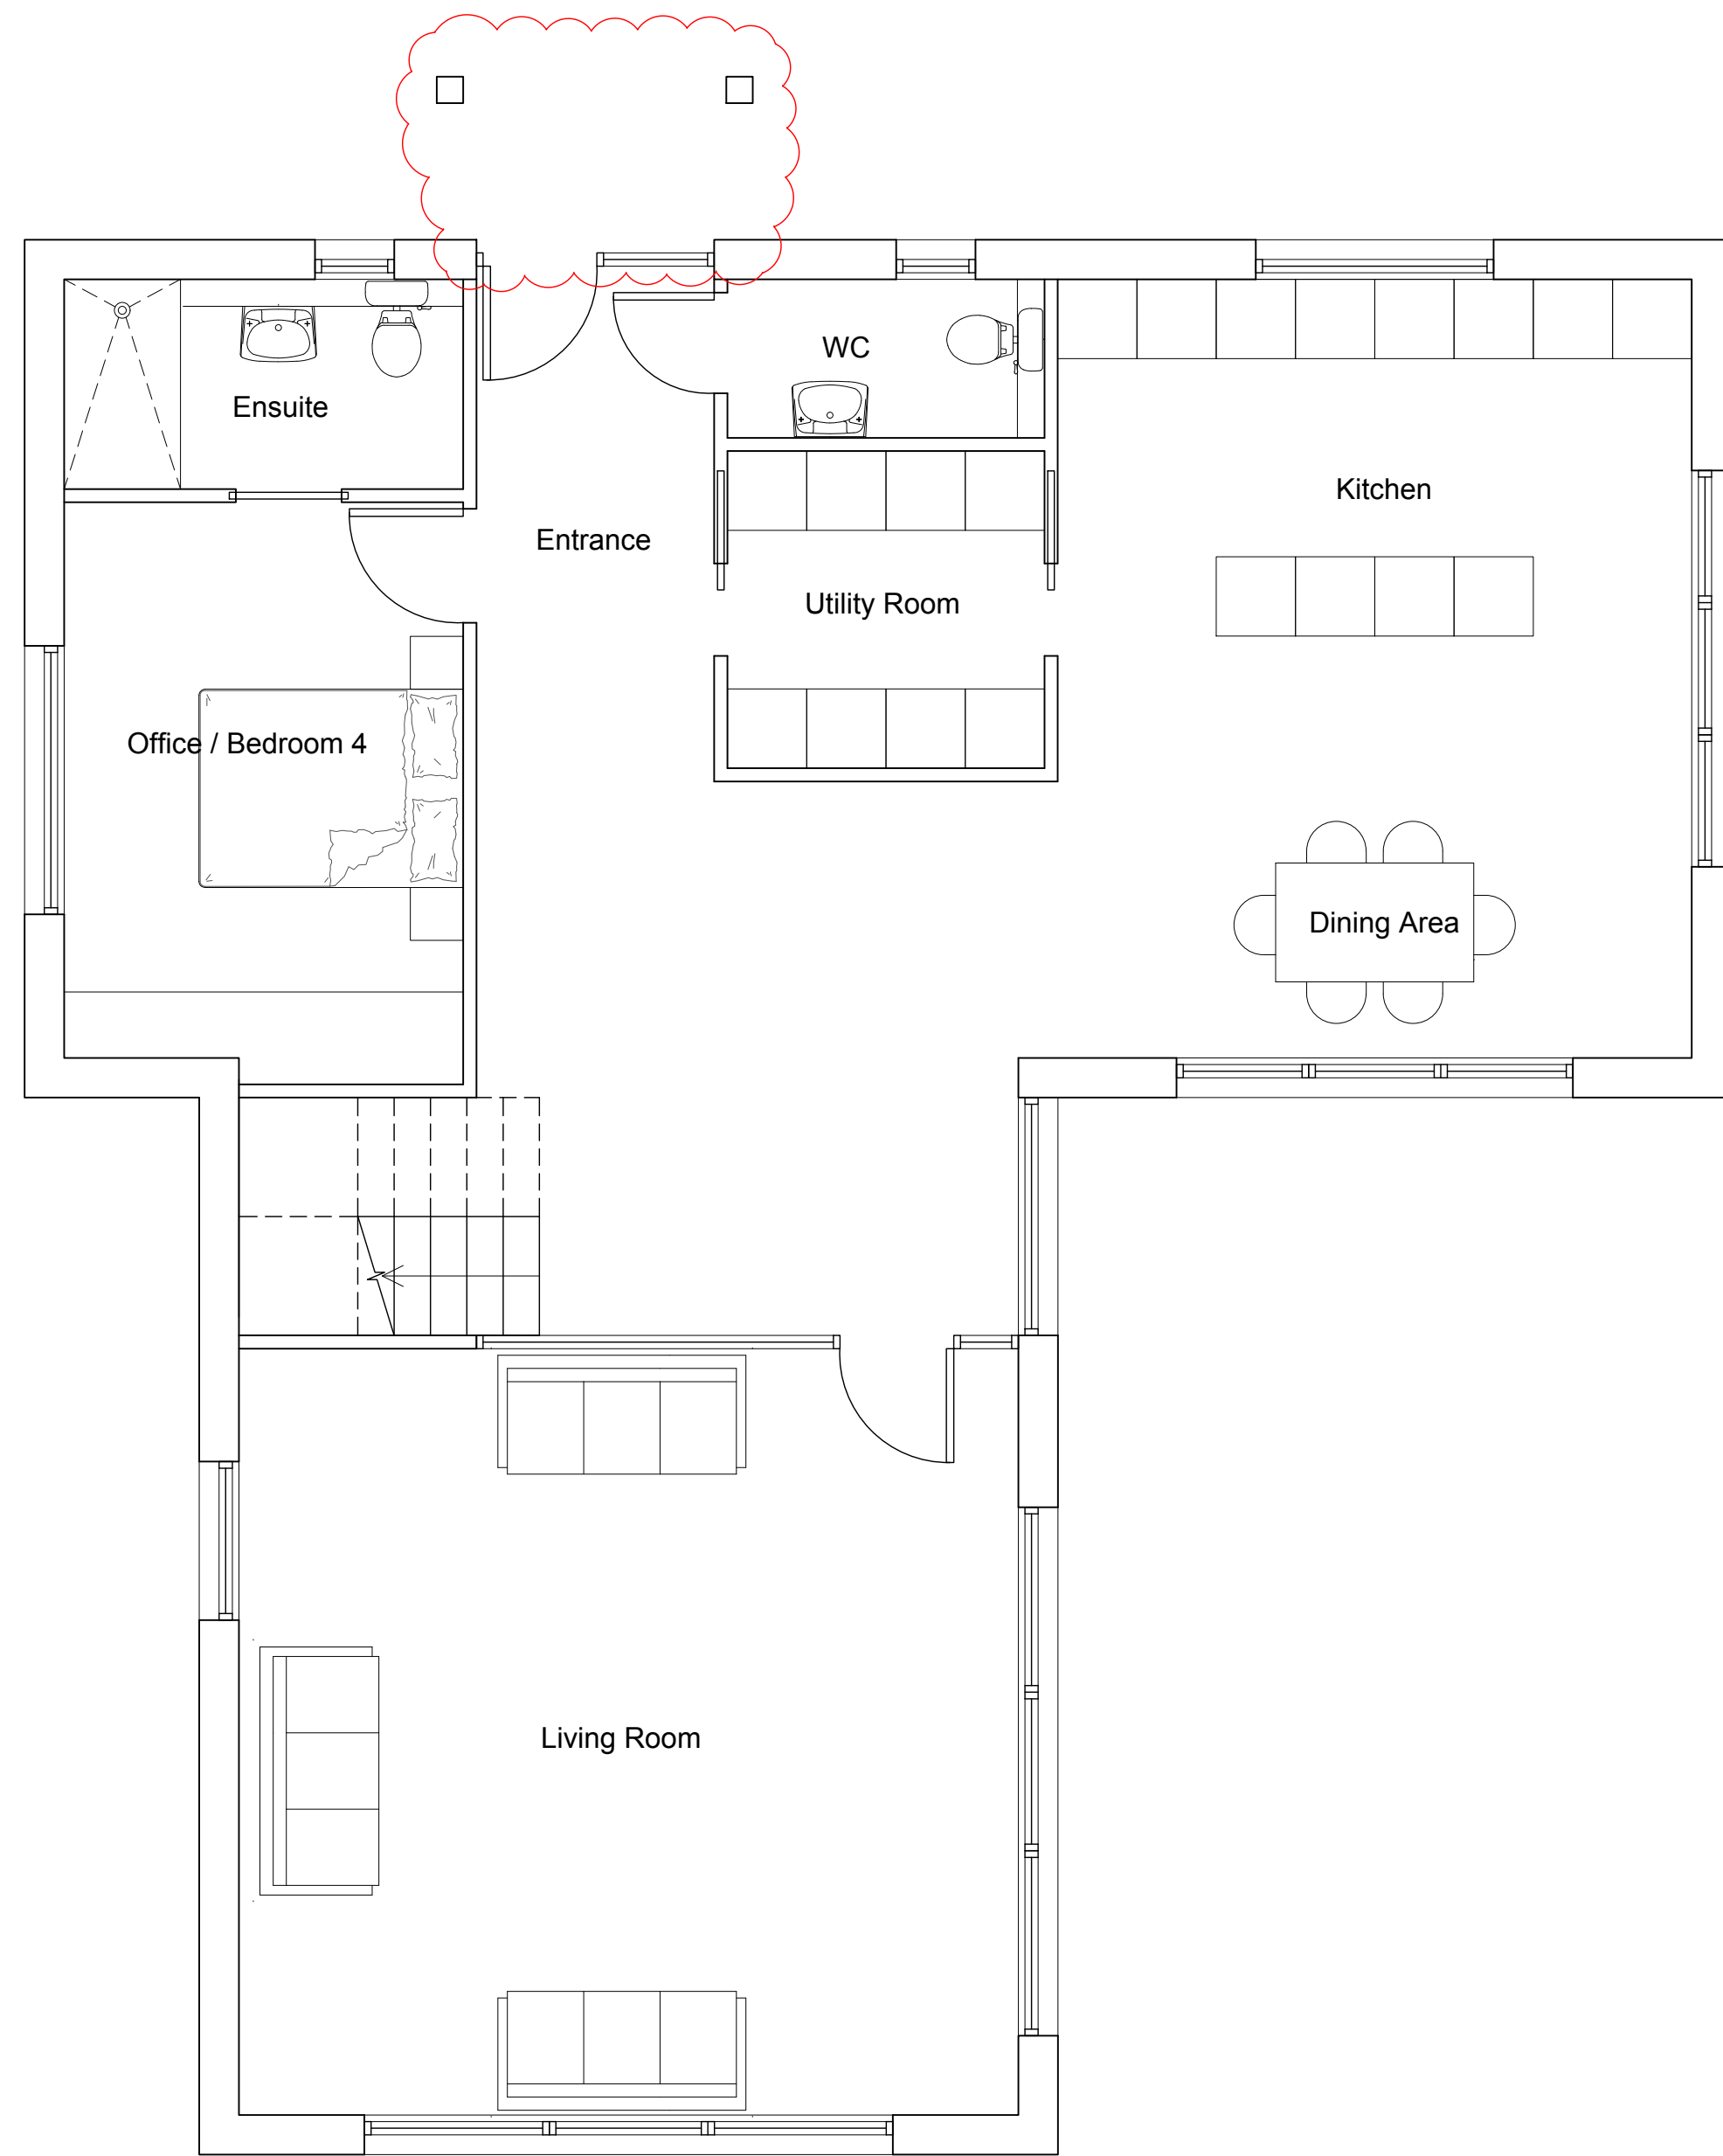 WC
Ensuite
Kitchen
Entrance
Utility Room
Office / Bedroom 4
Dining Area
Living Room